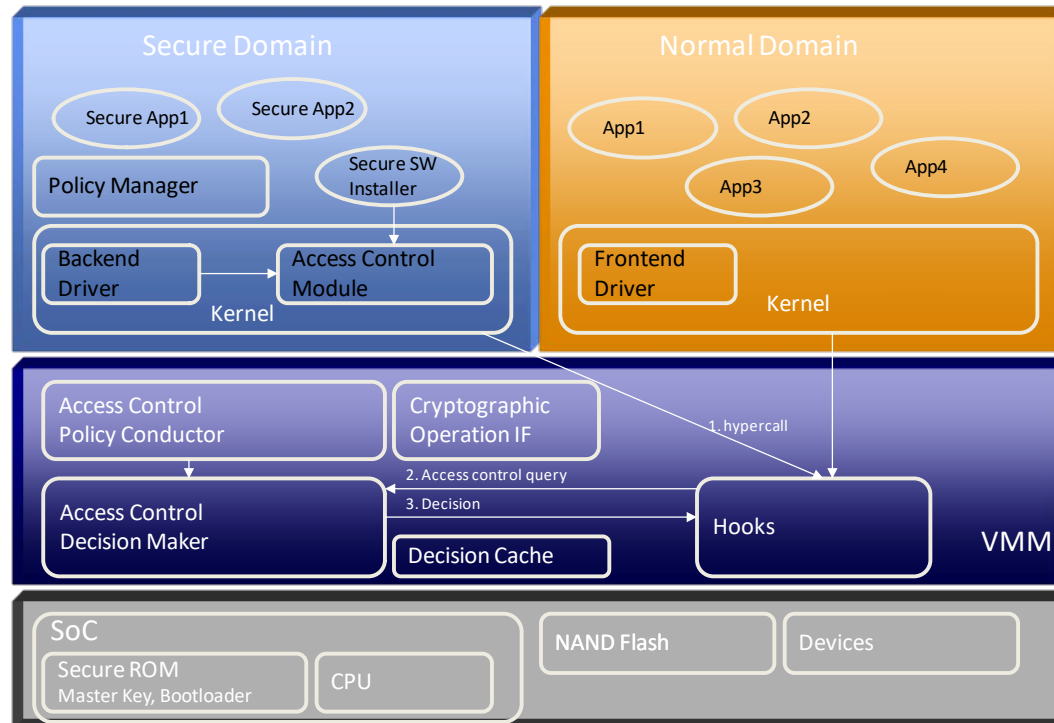 Secure Domain
Normal Domain
Secure App1
Secure App2
Policy Manager
Secure SW
Installer
App1
App2
App3
App4
Backend
Driver
Access Control
Module
Kernel
Frontend
Driver
Kernel
Access Control
Policy Conductor
Cryptographic
Operation IF
1. hypercall
2. Access control query
3. Decision
Access Control
Decision Maker
Decision Cache
Hooks
VMM
SoC
Secure ROM
Master Key, Bootloader
CPU
NAND Flash
Devices